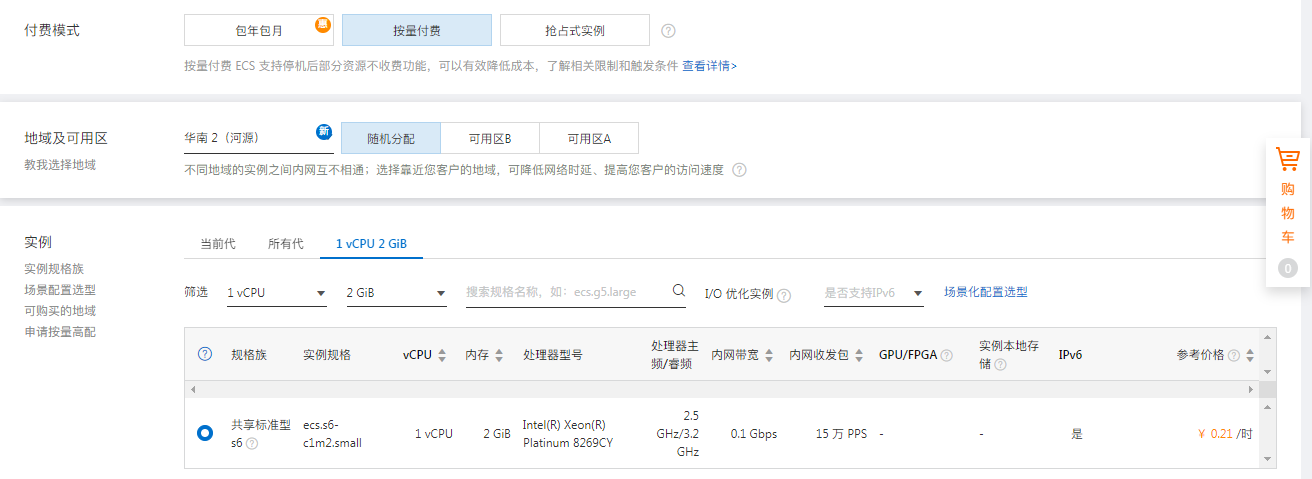 付费模式
包年包月
惠
按量付费
抢占式实例
?
按量付费 ECS 支持停机后部分资源不收费功能，可以有效降低成本，了解相关限制和触发条件 查看详情>
地域及可用区
华南 2（河源）
新
随机分配
可用区B
可用区A
教我选择地域
不同地域的实例之间内网互不相通；选择靠近您客户的地域，可降低网络时延、提高您客户的访问速度 ?
购
物
车
0
实例
当前代
所有代
1 vCPU 2 GiB
实例规格族
场景配置选型
可购买的地域
申请按量高配
筛选
1 vCPU
2 GiB
搜索规格名称，如：ecs.g5.large
I/O 优化实例 ?
是否支持IPv6
场景化配置选型
?
规格族
实例规格
vCPU
内存
处理器型号
处理器主
频/睿频
内网带宽
内网收发包
GPU/FPGA ?
实例本地存
储 ?
IPv6
参考价格 ?
共享标准型
s6 ?
ecs.s6-
c1m2.small
1 vCPU
2 GiB
Intel(R) Xeon(R)
Platinum 8269CY
2.5
GHz/3.2
GHz
0.1 Gbps
15 万 PPS
-
-
是
¥ 0.21 /时